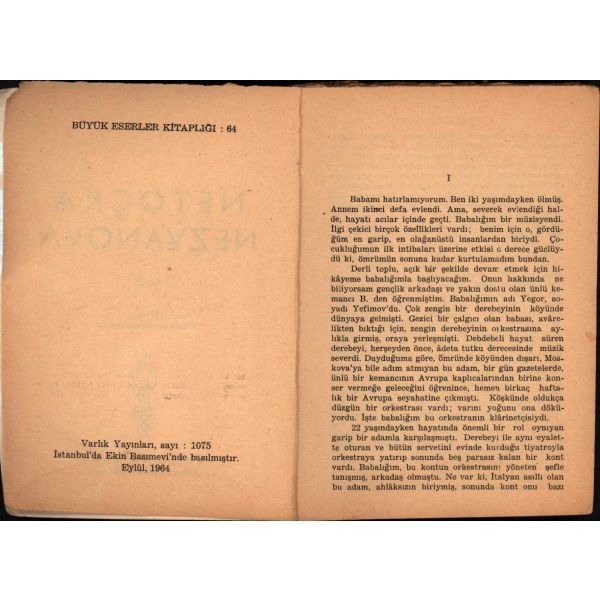 BÜYÜK ESERLER KİTAPLIĞI : 64
NETOÇKA
NEZVANOVA
Varlık Yayınları, sayı : 1075
İstanbul'da Ekin Basımevi'nde basılmıştır.
Eylül, 1964
I
Babamı hatırlamıyorum. Ben iki yaşımdayken ölmüş.
Annem ikinci defa evlendi. Ama, severek evlendiği hal-
de, hayatı acılar içinde geçti. Babalığım bir müzisyendi.
İlgi çekici birçok özellikleri vardı; benim için o, gördü-
ğüm en garip, en olağanüstü insanlardan biriydi. Ço-
cukluğumun ilk intibaları üzerine etkisi o derece güçlüy-
dü ki, ömrümün sonuna kadar kurtulamadım bundan.
Derli toplu, açık bir şekilde devam etmek için hi-
kâyeme babalığımla başlıyacağım. Onun hakkında ne
biliyorsam gençlik arkadaşı ve yakın dostu olan ünlü ke-
mancı B. den öğrenmiştim. Babalığımın adı Yegor, so-
yadı Yefimov'du. Çok zengin bir derebeyinin köyünde
dünyaya gelmişti. Gezici bir çalgıcı olan babası, avâre-
likten bıktığı için, zengin derebeyinin orkestrasına ay-
lıkla girmiş, oraya yerleşmişti. Debdebeli hayat süren
derebeyi, herşeyden önce, âdeta tutku derecesinde müzik
severdi. Duyduğuma göre, ömründe köyünden dışarı, Mos-
kova'ya bile adım atmıyan bu adam, bir gün gazetelerde,
ünlü bir kemancının Avrupa kaplıcalarından birine kon-
ser vermeğe geleceğini öğrenince, hemen birkaç hafta-
lık bir Avrupa seyahatine çıkmıştı. Köşkünde oldukça
düzgün bir orkestrası vardı; varını yoğunu ona dökü-
yordu. İşte babalığım bu orkestranın klârinetçisiydi.
22 yaşındayken hayatında önemli bir rol oynıyan
garip bir adamla karşılaşmıştı. Derebeyi ile aynı eyalet-
te oturan ve bütün servetini evinde kurduğu tiyatroyla
orkestraya yatırıp sonunda beş parasız kalan bir kont
vardı. Babalığım, bu kontun orkestrasını yöneten şefle
tanışmış, arkadaş olmuştu. Ne var ki, İtalyan asıllı olan
bu adam, ahlâksızın biriymiş, sonunda kont onu bazı